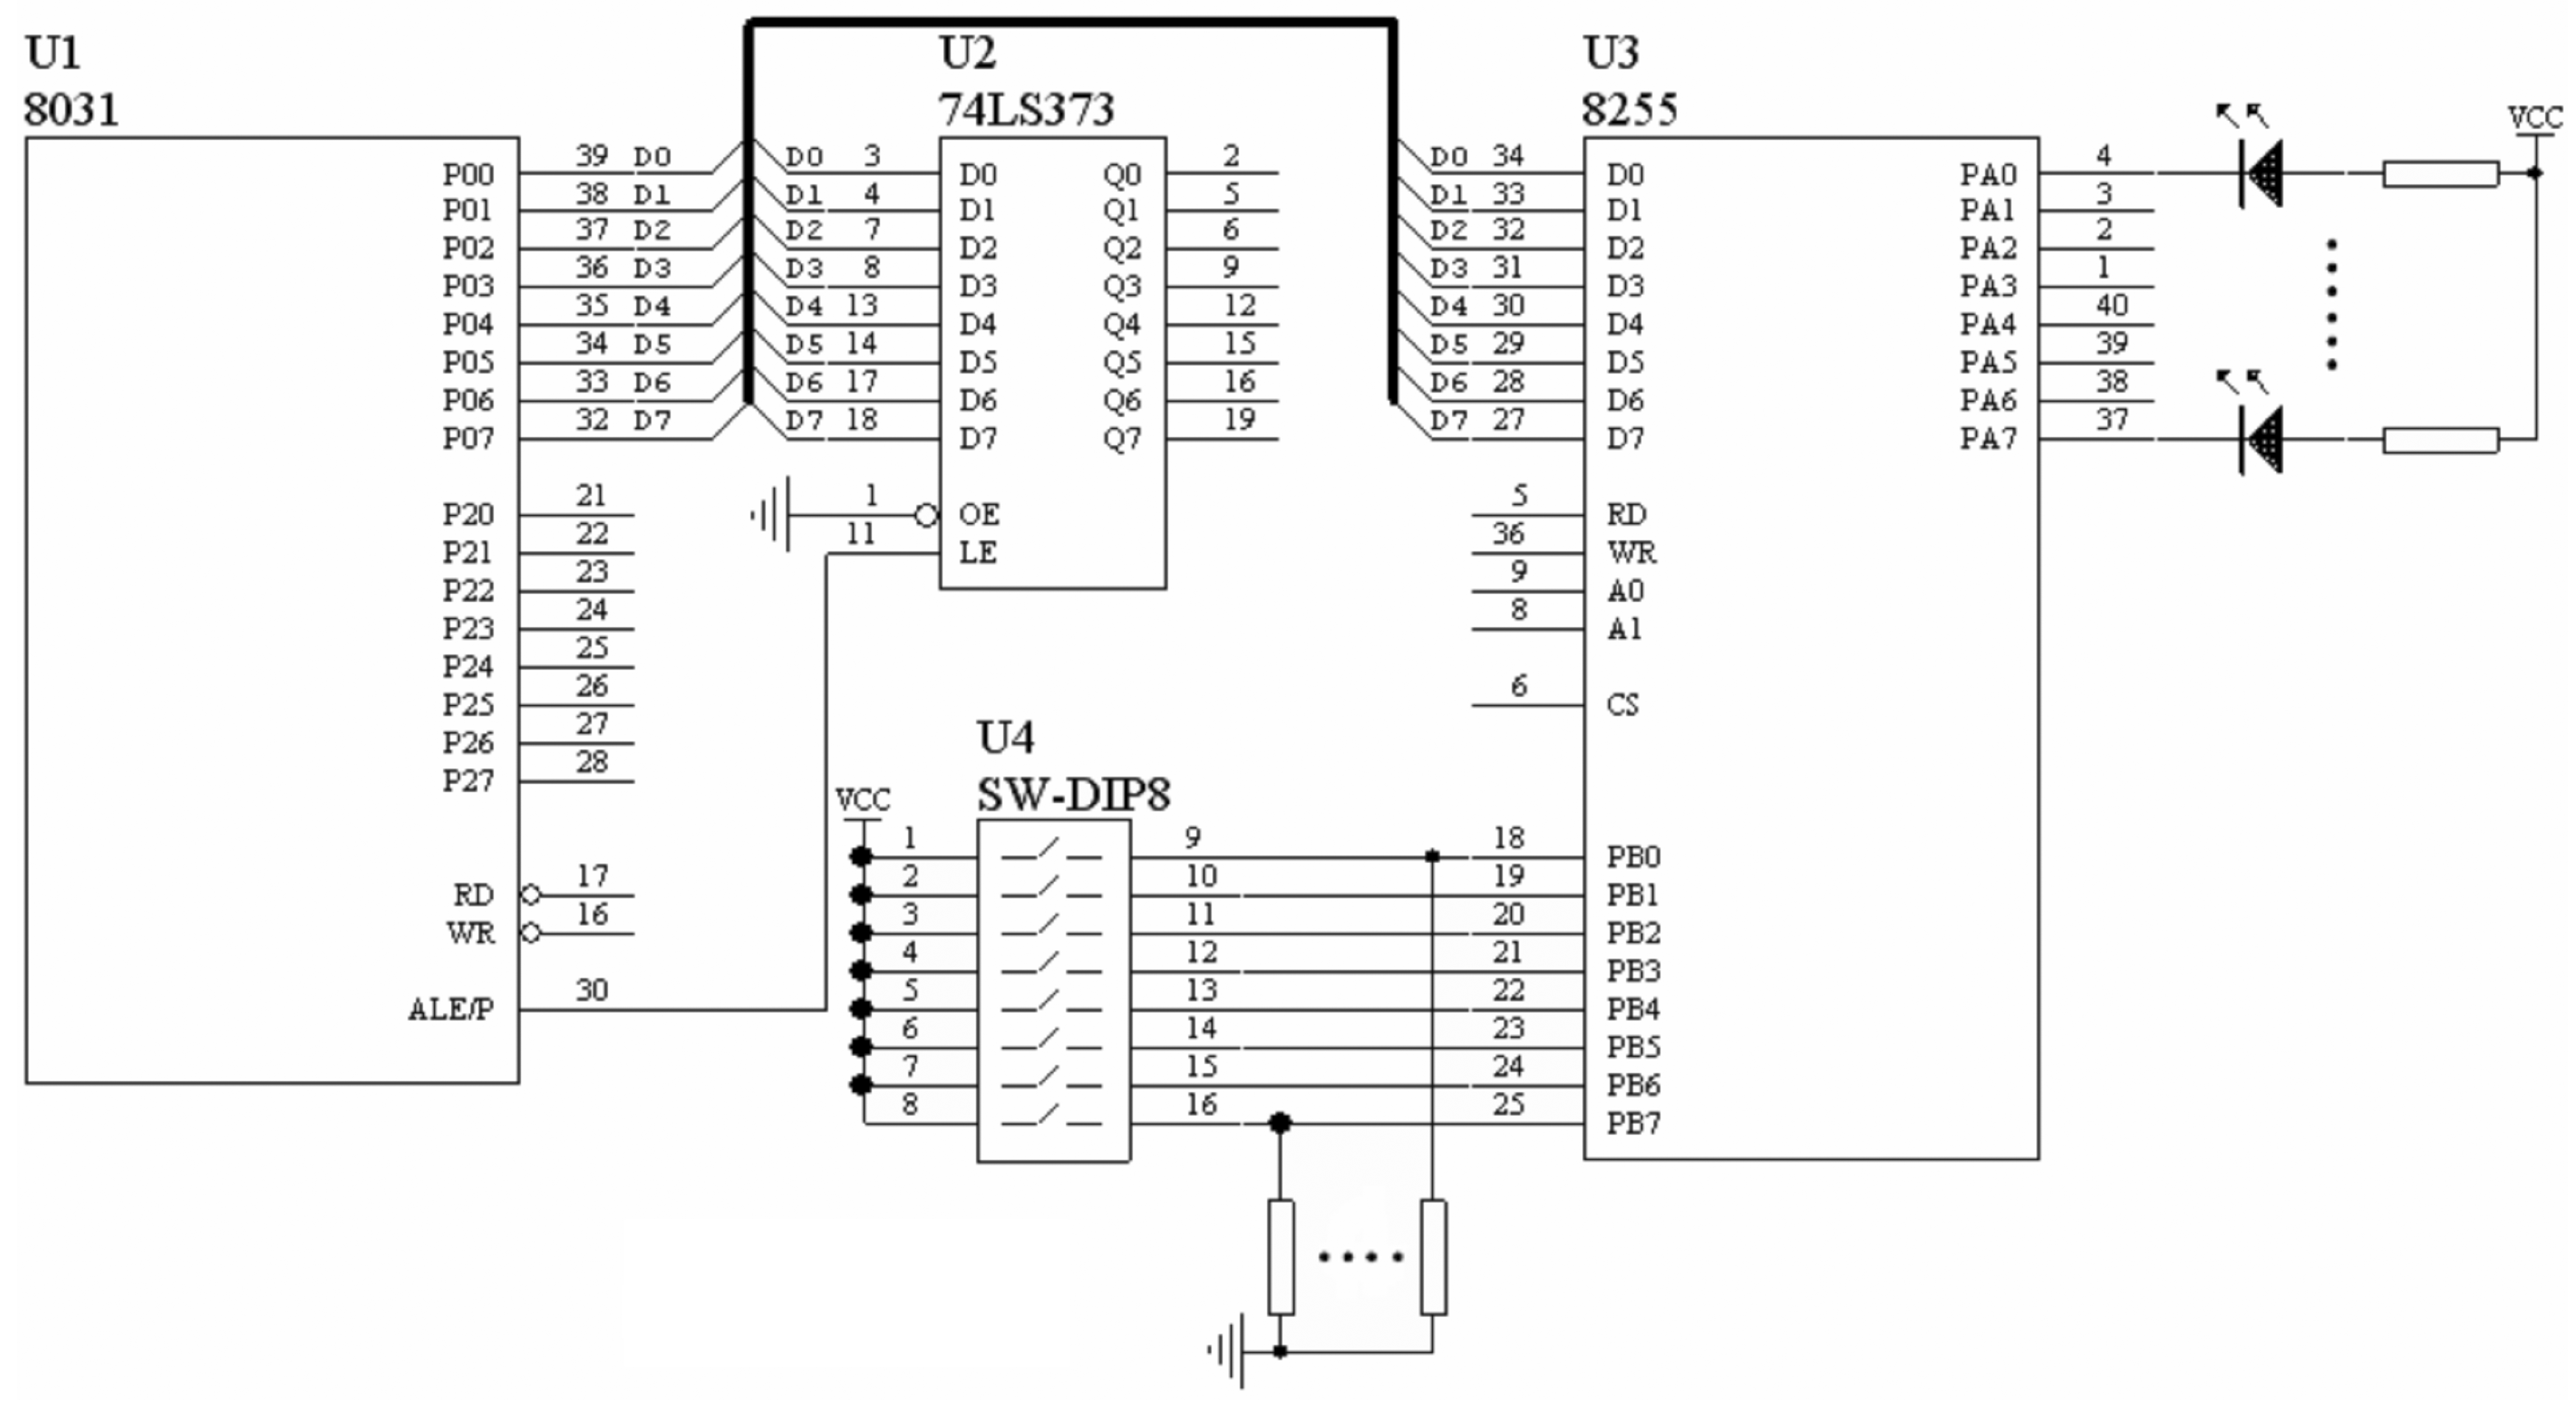 U1
8031
P00 39 D0
P01 38 D1
P02 37 D2
P03 36 D3
P04 35 D4
P05 34 D5
P06 33 D6
P07 32 D7
P20 21
P21 22
P22 23
P23 24
P24 25
P25 26
P26 27
P27 28
RD 17
WR 16
ALE/P 30
U2
74LS373
D0 3 D0 Q0 2
D1 4 D1 Q1 5
D2 7 D2 Q2 6
D3 8 D3 Q3 9
D4 13 D4 Q4 12
D5 14 D5 Q5 15
D6 17 D6 Q6 16
D7 18 D7 Q7 19
1 OE
11 LE
U4
SW-DIP8
VCC
1 9
2 10
3 11
4 12
5 13
6 14
7 15
8 16
U3
8255
D0 34 D0 PA0 4
D1 33 D1 PA1 3
D2 32 D2 PA2 2
D3 31 D3 PA3 1
D4 30 D4 PA4 40
D5 29 D5 PA5 39
D6 28 D6 PA6 38
D7 27 D7 PA7 37
5 RD
36 WR
9 A0
8 A1
6 CS
18 PB0
19 PB1
20 PB2
21 PB3
22 PB4
23 PB5
24 PB6
25 PB7
VCC